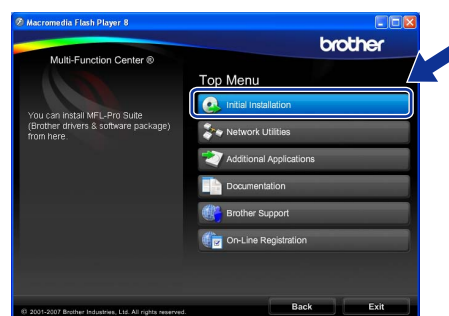 Macromedia Flash Player 8
brother
Multi-Function Center ®
Top Menu
You can install MFL-Pro Suite
(Brother drivers & software package)
from here.
Initial Installation
Network Utilities
Additional Applications
Documentation
Brother Support
On-Line Registration
© 2001-2007 Brother Industries, Ltd. All rights reserved.
Back
Exit